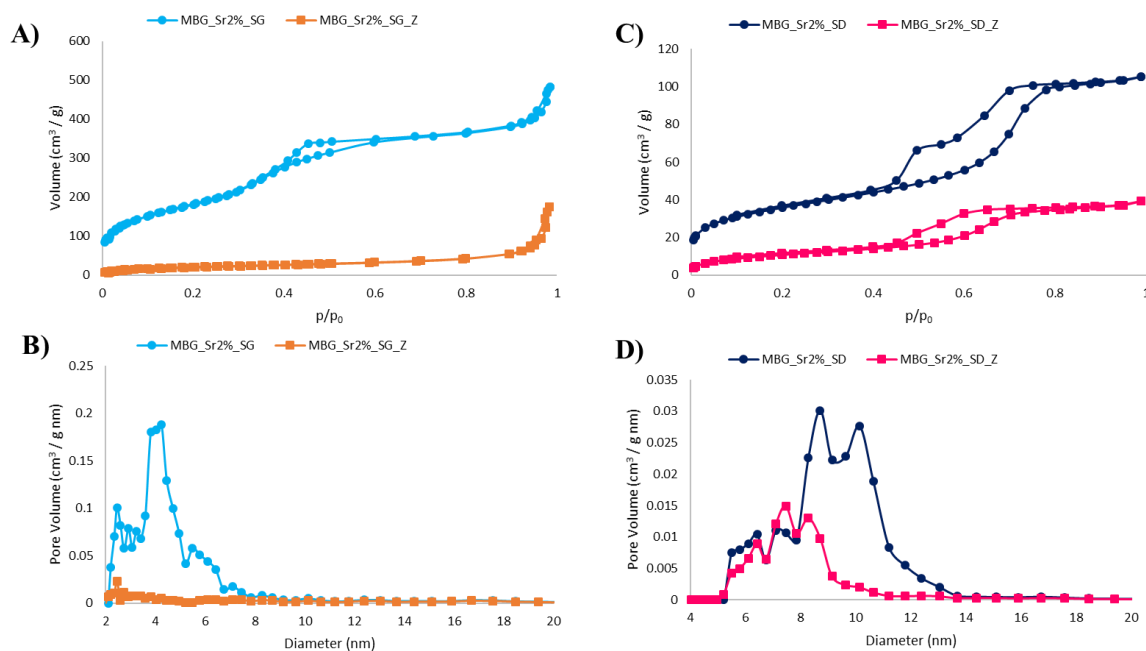 A)
MBG_Sr2%_SG MBG_Sr2%_SG_Z
600
500
400
300
200
100
0
Volume (cm³ / g)
0 0.2 0.4 0.6 0.8 1
p/p₀
C)
MBG_Sr2%_SD MBG_Sr2%_SD_Z
120
100
80
60
40
20
0
Volume (cm³ / g)
0 0.2 0.4 0.6 0.8 1
p/p₀
B)
MBG_Sr2%_SG MBG_Sr2%_SG_Z
0.25
0.2
0.15
0.1
0.05
0
Pore Volume (cm³ / g nm)
2 4 6 8 10 12 14 16 18 20
Diameter (nm)
D)
MBG_Sr2%_SD MBG_Sr2%_SD_Z
0.035
0.03
0.025
0.02
0.015
0.01
0.005
0
Pore Volume (cm³ / g nm)
4 6 8 10 12 14 16 18 20
Diameter (nm)